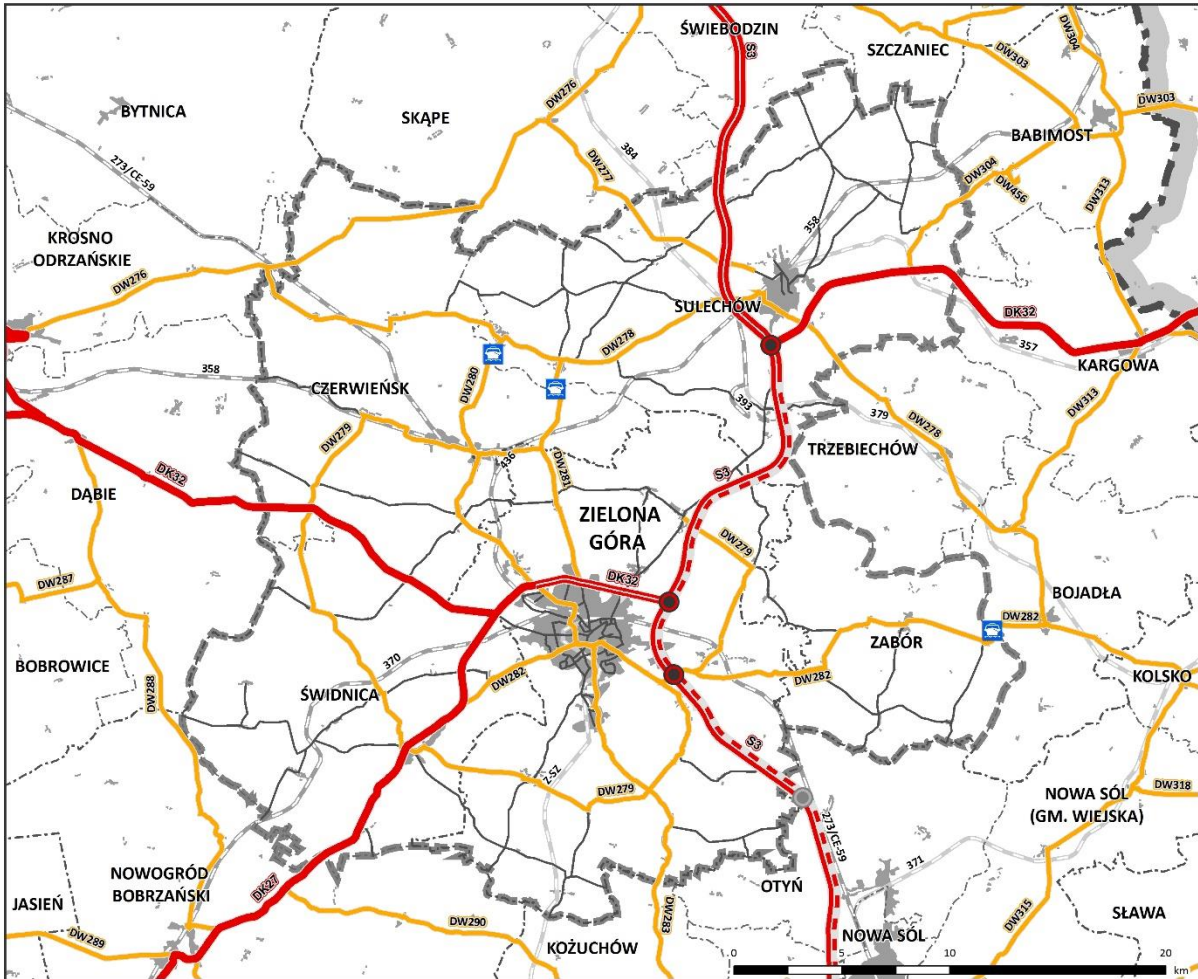 ŚWIEBODZIN
S3
SZCZANIEC
DW304
DW303
DW303
BYTNICA
SKĄPE
DW276
BABIMOST
273/CE-59
384
DW277
DW304
DW456
DW313
358
KROSNO
ODRZAŃSKIE
DW276
SULECHÓW
DK32
357
KARGOWA
DW278
358
CZERWIEŃSK
DW280
393
379
DW313
DW278
DW279
436
DW281
TRZEBIECHÓW
S3
DK32
DĄBIE
ZIELONA
GÓRA
DW279
DK32
DW287
BOJADŁA
DW282
ZABÓR
BOBROWICE
370
DW282
DW282
KOLSKO
DW288
ŚWIDNICA
S3
Z-SZ
DW279
NOWA SÓL
(GM. WIEJSKA)
DW318
273/CE-59
371
NOWOGRÓD
BOBRZAŃSKI
DK27
OTYŃ
JASIEŃ
DW290
DW283
DW315
SŁAWA
DW289
KOŻUCHÓW
NOWA SÓL
0
5
10
20
km